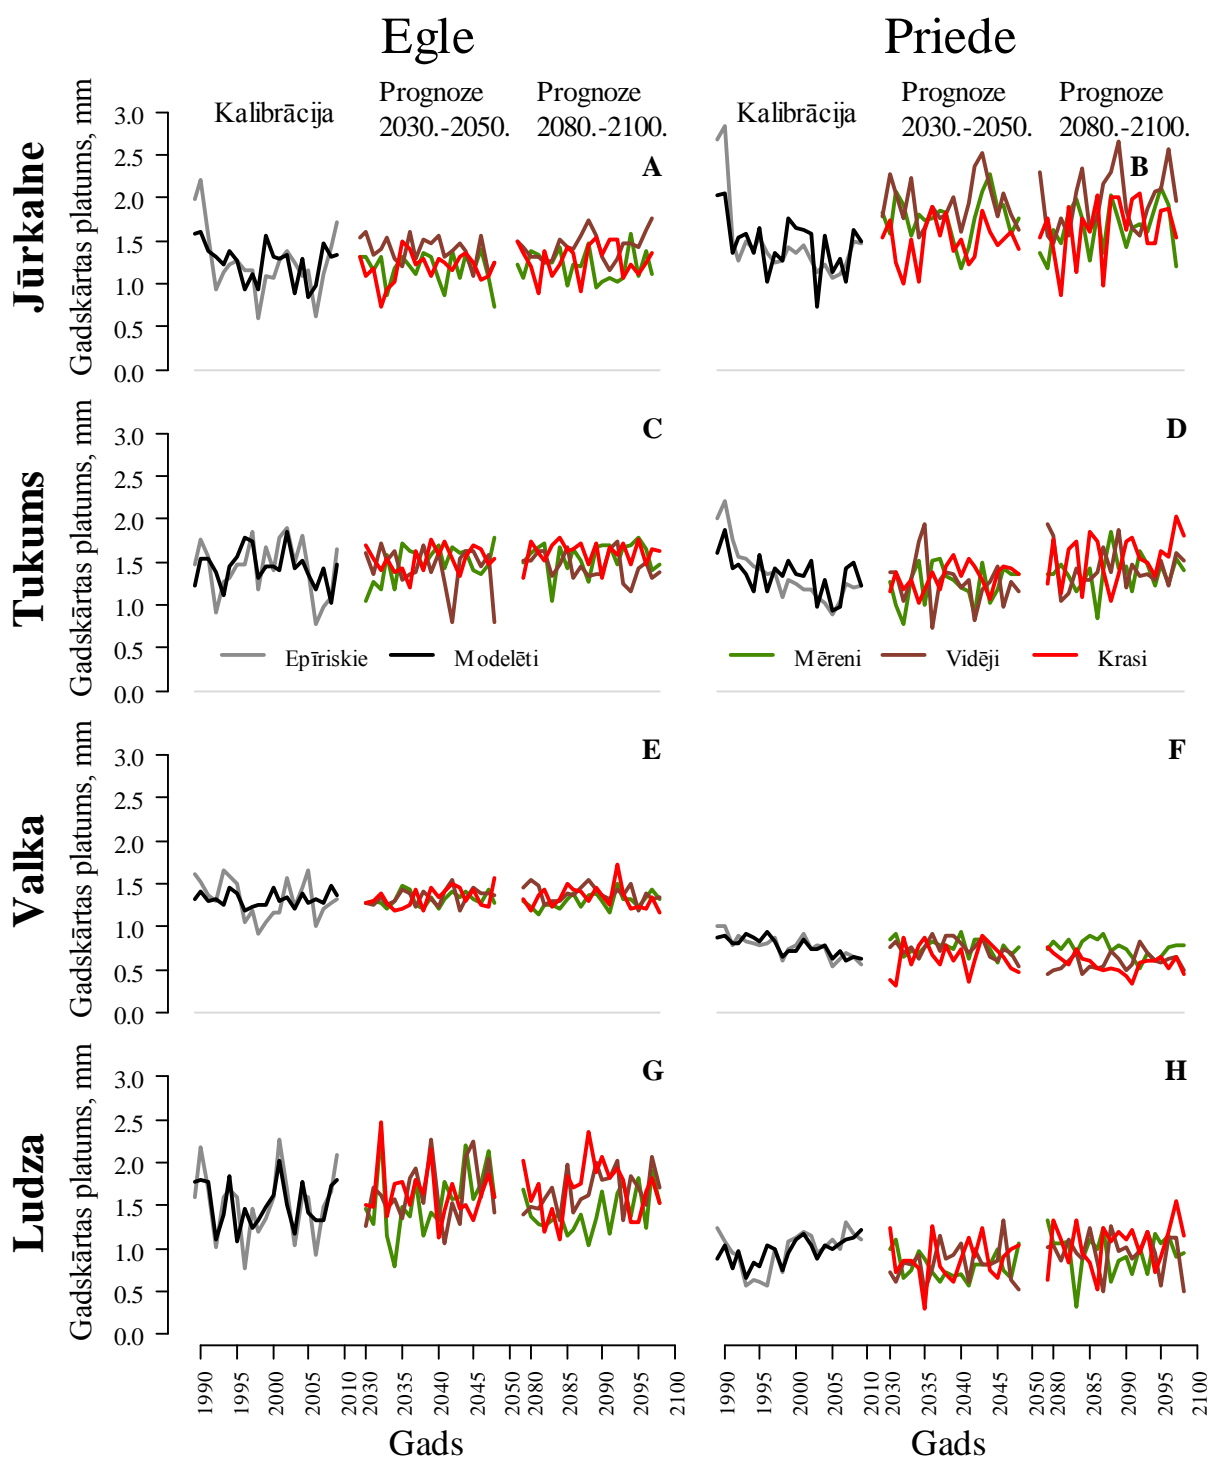 Egle
Priede
Kalibrācija
Prognoze
2030.-2050.
Prognoze
2080.-2100.
Kalibrācija
Prognoze
2030.-2050.
Prognoze
2080.-2100.
Jūrkalne
Gadskārtas platums, mm
3.0
2.5
2.0
1.5
1.0
0.5
0.0
A
B
Tukums
Gadskārtas platums, mm
3.0
2.5
2.0
1.5
1.0
0.5
0.0
C
D
Epīriskie Modelēti
Mēreni Vidēji Krasi
Valka
Gadskārtas platums, mm
3.0
2.5
2.0
1.5
1.0
0.5
0.0
E
F
Ludza
Gadskārtas platums, mm
3.0
2.5
2.0
1.5
1.0
0.5
0.0
G
H
1990 1995 2000 2005 2010 2030 2035 2040 2045 2050 2080 2085 2090 2095 2100
1990 1995 2000 2005 2010 2030 2035 2040 2045 2050 2080 2085 2090 2095 2100
Gads
Gads